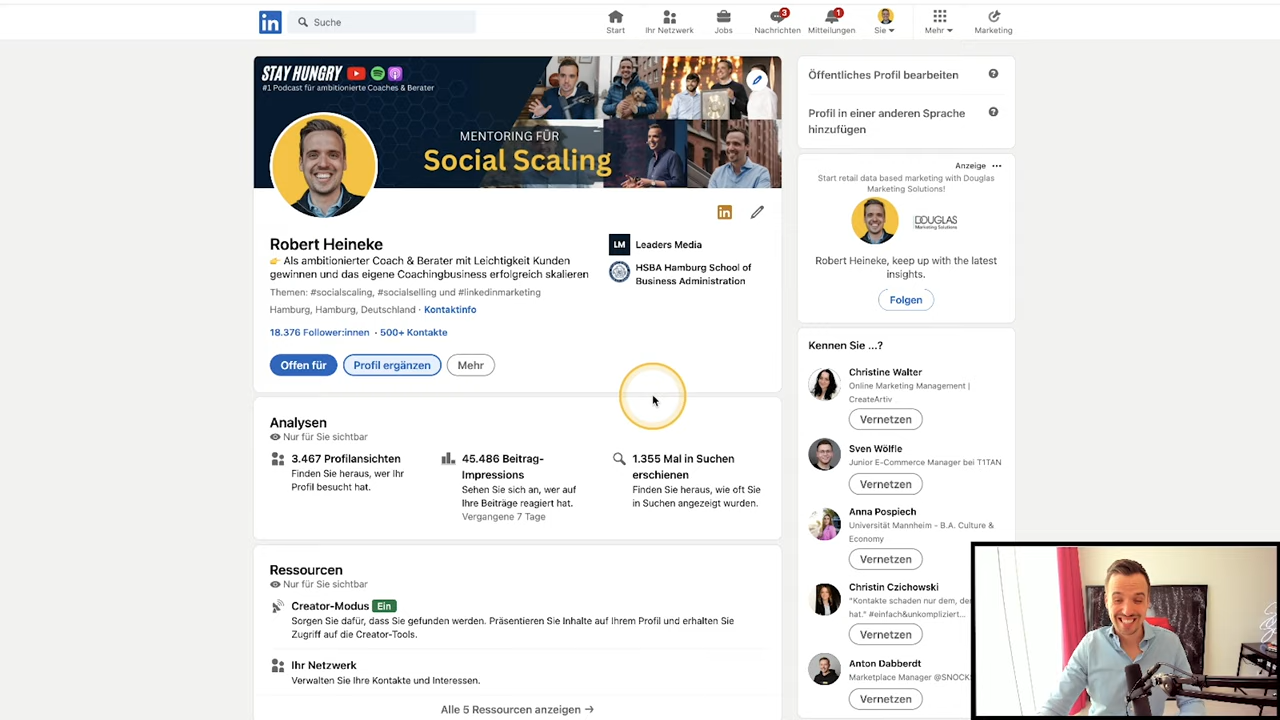 in
Suche
Start
Ihr Netzwerk
Jobs
3
Nachrichten
1
Mitteilungen
Sie
Mehr
Marketing
STAY HUNGRY
#1 Podcast für ambitionierte Coaches & Berater
MENTORING FÜR
Social Scaling
in
Robert Heineke
Als ambitionierter Coach & Berater mit Leichtigkeit Kunden
gewinnen und das eigene Coachingbusiness erfolgreich skalieren
Themen: #socialscaling, #socialselling und #linkedinmarketing
Hamburg, Hamburg, Deutschland · Kontaktinfo
18.376 Follower:innen · 500+ Kontakte
Offen für
Profil ergänzen
Mehr
LM
Leaders Media
HSBA Hamburg School of
Business Administration
Analysen
Nur für Sie sichtbar
3.467 Profilansichten
Finden Sie heraus, wer Ihr
Profil besucht hat.
45.486 Beitrag-
Impressions
Sehen Sie sich an, wer auf
Ihre Beiträge reagiert hat.
Vergangene 7 Tage
1.355 Mal in Suchen
erschienen
Finden Sie heraus, wie oft Sie
in Suchen angezeigt wurden.
Ressourcen
Nur für Sie sichtbar
Creator-Modus Ein
Sorgen Sie dafür, dass Sie gefunden werden. Präsentieren Sie Inhalte auf Ihrem Profil und erhalten Sie
Zugriff auf die Creator-Tools.
Ihr Netzwerk
Verwalten Sie Ihre Kontakte und Interessen.
Alle 5 Ressourcen anzeigen →
Öffentliches Profil bearbeiten
?
Profil in einer anderen Sprache
hinzufügen
?
Anzeige ···
Start retail data based marketing with Douglas
Marketing Solutions!
DOUGLAS
Marketing Solutions
Robert Heineke, keep up with the latest
insights.
Folgen
Kennen Sie ...?
Christine Walter
Online Marketing Management |
CreateArtiv
Vernetzen
Sven Wölfle
Junior E-Commerce Manager bei T1TAN
Vernetzen
Anna Pospiech
Universität Mannheim - B.A. Culture &
Economy
Vernetzen
Christin Czichowski
"Kontakte schaden nur dem, de
hat." #einfach&unkompliziert...
Vernetzen
Anton Dabberdt
Marketplace Manager @SNOCKS
Vernetzen